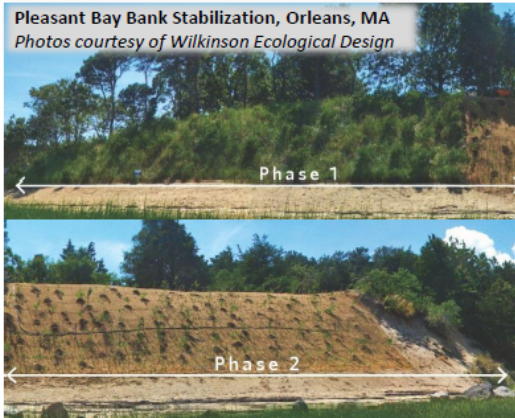 Pleasant Bay Bank Stabilization, Orleans, MA
Photos courtesy of Wilkinson Ecological Design
Phase 1
Phase 2